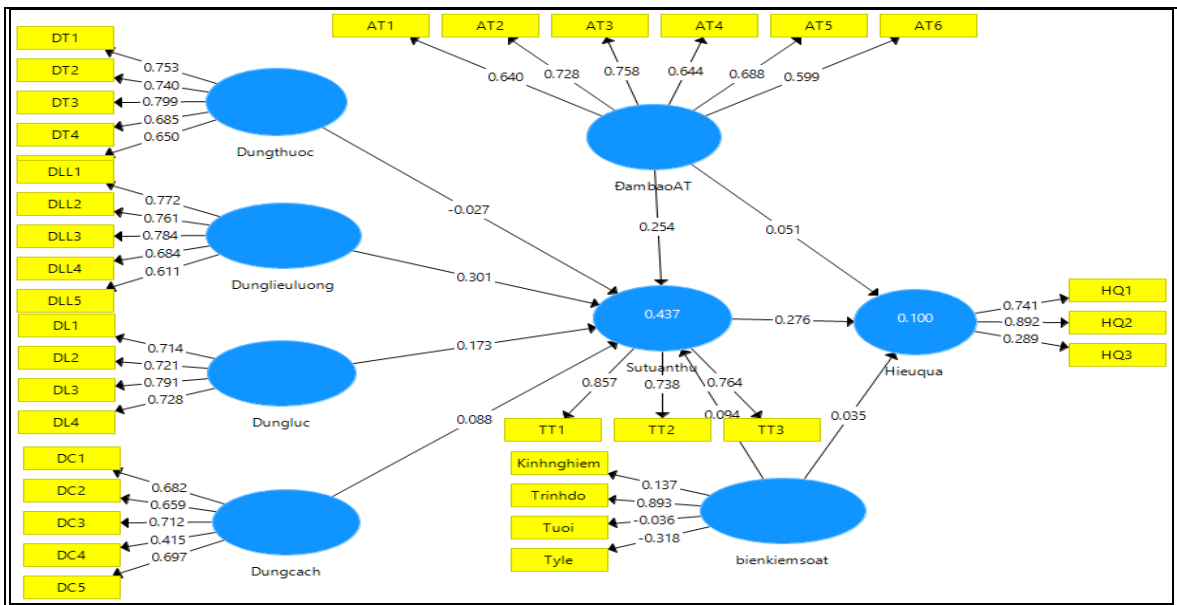 AT1
AT2
AT3
AT4
AT5
AT6
0.640
0.728
0.758
0.644
0.688
0.599
ĐambaoAT
DT1
DT2
DT3
DT4
0.753
0.740
0.799
0.685
0.650
Dungthuoc
DLL1
DLL2
DLL3
DLL4
DLL5
0.772
0.761
0.784
0.684
0.611
Dunglieuluong
DL1
DL2
DL3
DL4
0.714
0.721
0.791
0.728
Dungluc
DC1
DC2
DC3
DC4
DC5
0.682
0.659
0.712
0.415
0.697
Dungcach
-0.027
0.301
0.173
0.088
0.254
0.051
0.437
Sutuanthu
0.276
0.100
Hieuqua
0.741
0.892
0.289
HQ1
HQ2
HQ3
0.857
0.738
0.764
0.094
0.035
TT1
TT2
TT3
Kinhnghiem
Trinhdo
Tuoi
Tyle
0.137
0.893
-0.036
-0.318
bienkiemsoat